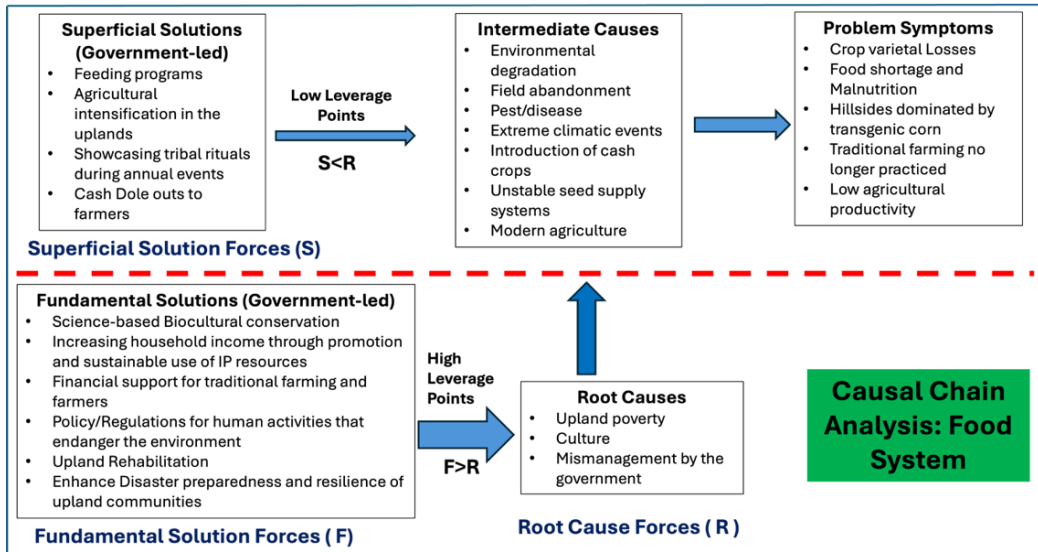 Superficial Solutions
(Government-led)
• Feeding programs
• Agricultural
intensification in the
uplands
• Showcasing tribal rituals
during annual events
• Cash Dole outs to
farmers
Superficial Solution Forces (S)
Low Leverage
Points
S<R
Intermediate Causes
• Environmental
degradation
• Field abandonment
• Pest/disease
• Extreme climatic events
• Introduction of cash
crops
• Unstable seed supply
systems
• Modern agriculture
Problem Symptoms
• Crop varietal Losses
• Food shortage and
Malnutrition
• Hillsides dominated by
transgenic corn
• Traditional farming no
longer practiced
• Low agricultural
productivity
Fundamental Solutions (Government-led)
• Science-based Biocultural conservation
• Increasing household income through promotion
and sustainable use of IP resources
• Financial support for traditional farming and
farmers
• Policy/Regulations for human activities that
endanger the environment
• Upland Rehabilitation
• Enhance Disaster preparedness and resilience of
upland communities
Fundamental Solution Forces ( F)
High
Leverage
Points
F>R
Root Causes
• Upland poverty
• Culture
• Mismanagement by the
government
Root Cause Forces ( R )
Causal Chain
Analysis: Food
System